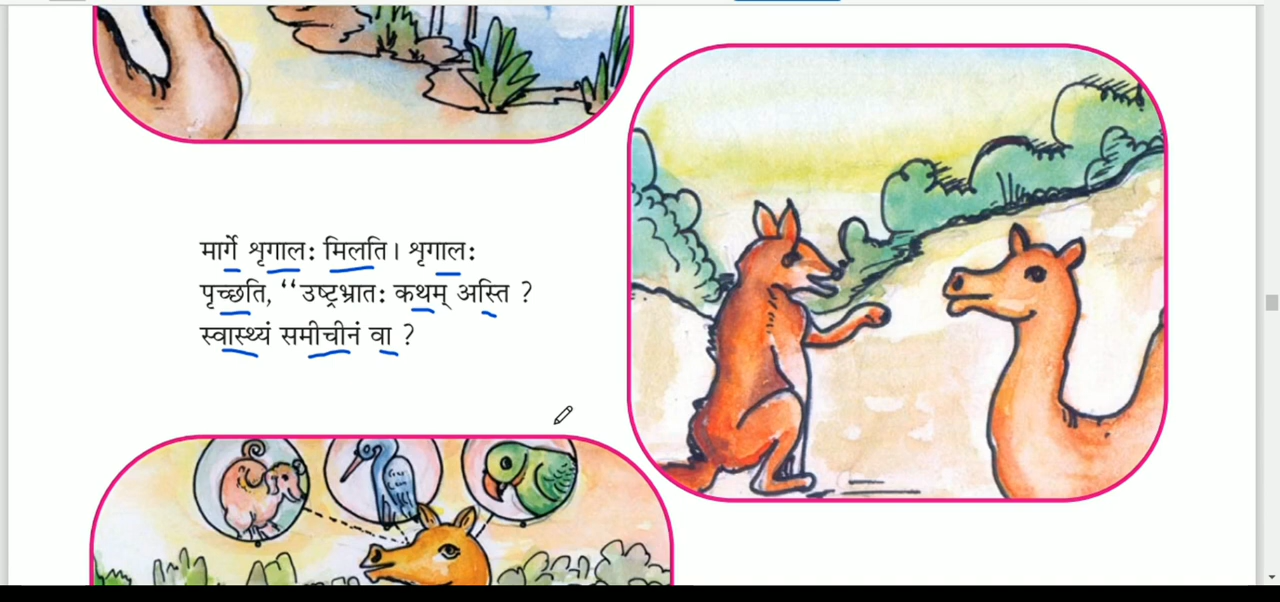 मार्गे शृगालः मिलति। शृगालः
पृच्छति, “उष्ट्रभ्रातः कथम् अस्ति ?
स्वास्थ्यं समीचीनं वा ?